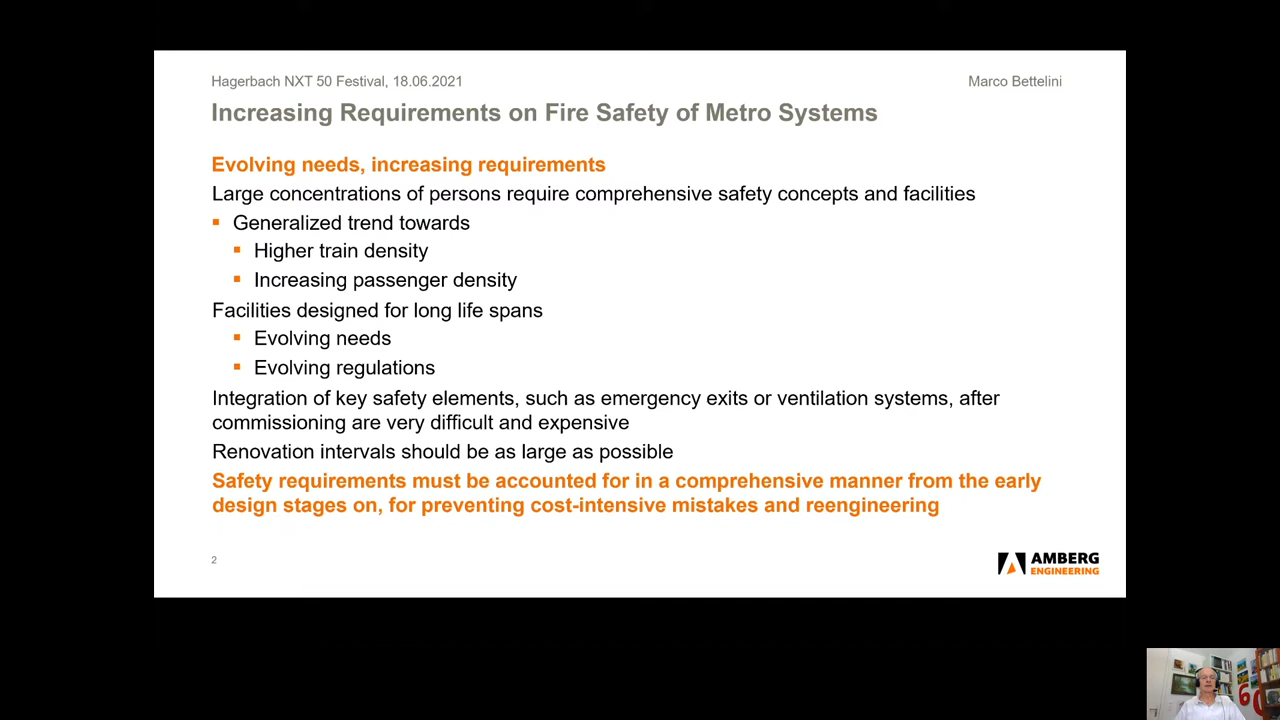 Hagerbach NXT 50 Festival, 18.06.2021
Marco Bettelini
Increasing Requirements on Fire Safety of Metro Systems
Evolving needs, increasing requirements
Large concentrations of persons require comprehensive safety concepts and facilities
Generalized trend towards
Higher train density
Increasing passenger density
Facilities designed for long life spans
Evolving needs
Evolving regulations
Integration of key safety elements, such as emergency exits or ventilation systems, after
commissioning are very difficult and expensive
Renovation intervals should be as large as possible
Safety requirements must be accounted for in a comprehensive manner from the early
design stages on, for preventing cost-intensive mistakes and reengineering
2
AMBERG
ENGINEERING
60